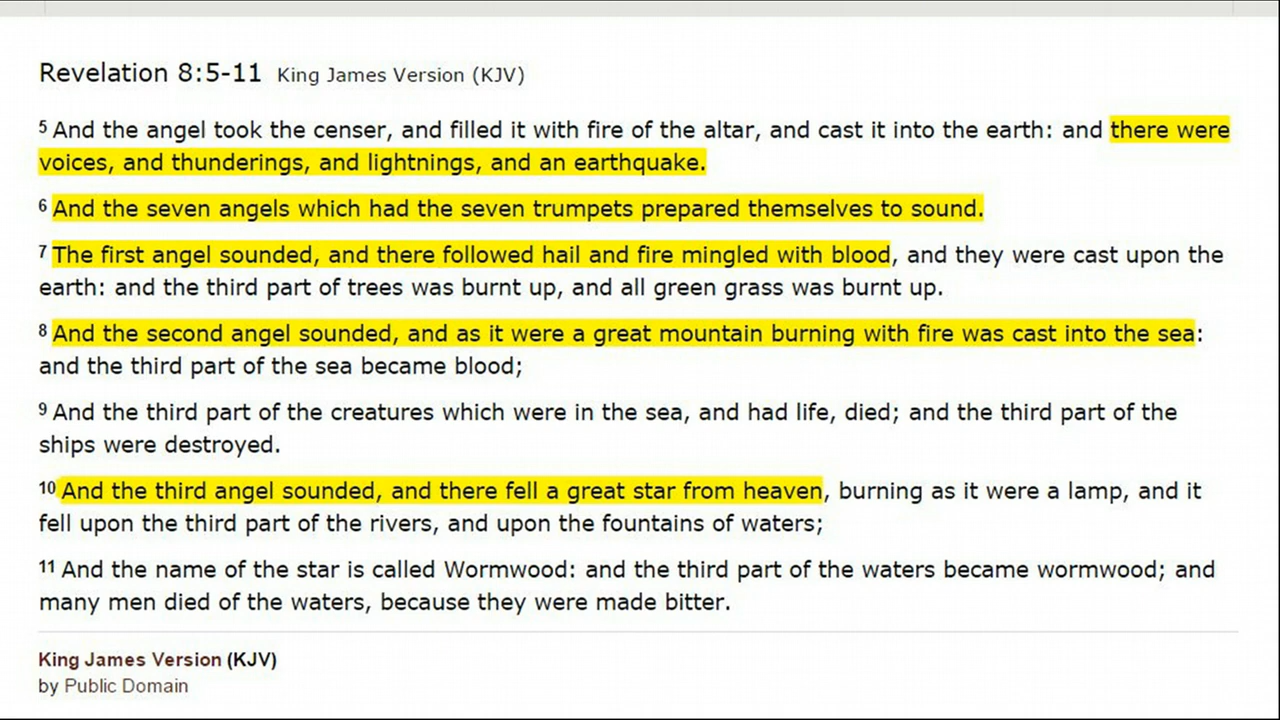 Revelation 8:5-11 King James Version (KJV)
5 And the angel took the censer, and filled it with fire of the altar, and cast it into the earth: and there were
voices, and thunderings, and lightnings, and an earthquake.
6 And the seven angels which had the seven trumpets prepared themselves to sound.
7 The first angel sounded, and there followed hail and fire mingled with blood, and they were cast upon the
earth: and the third part of trees was burnt up, and all green grass was burnt up.
8 And the second angel sounded, and as it were a great mountain burning with fire was cast into the sea:
and the third part of the sea became blood;
9 And the third part of the creatures which were in the sea, and had life, died; and the third part of the
ships were destroyed.
10 And the third angel sounded, and there fell a great star from heaven, burning as it were a lamp, and it
fell upon the third part of the rivers, and upon the fountains of waters;
11 And the name of the star is called Wormwood: and the third part of the waters became wormwood; and
many men died of the waters, because they were made bitter.
King James Version (KJV)
by Public Domain